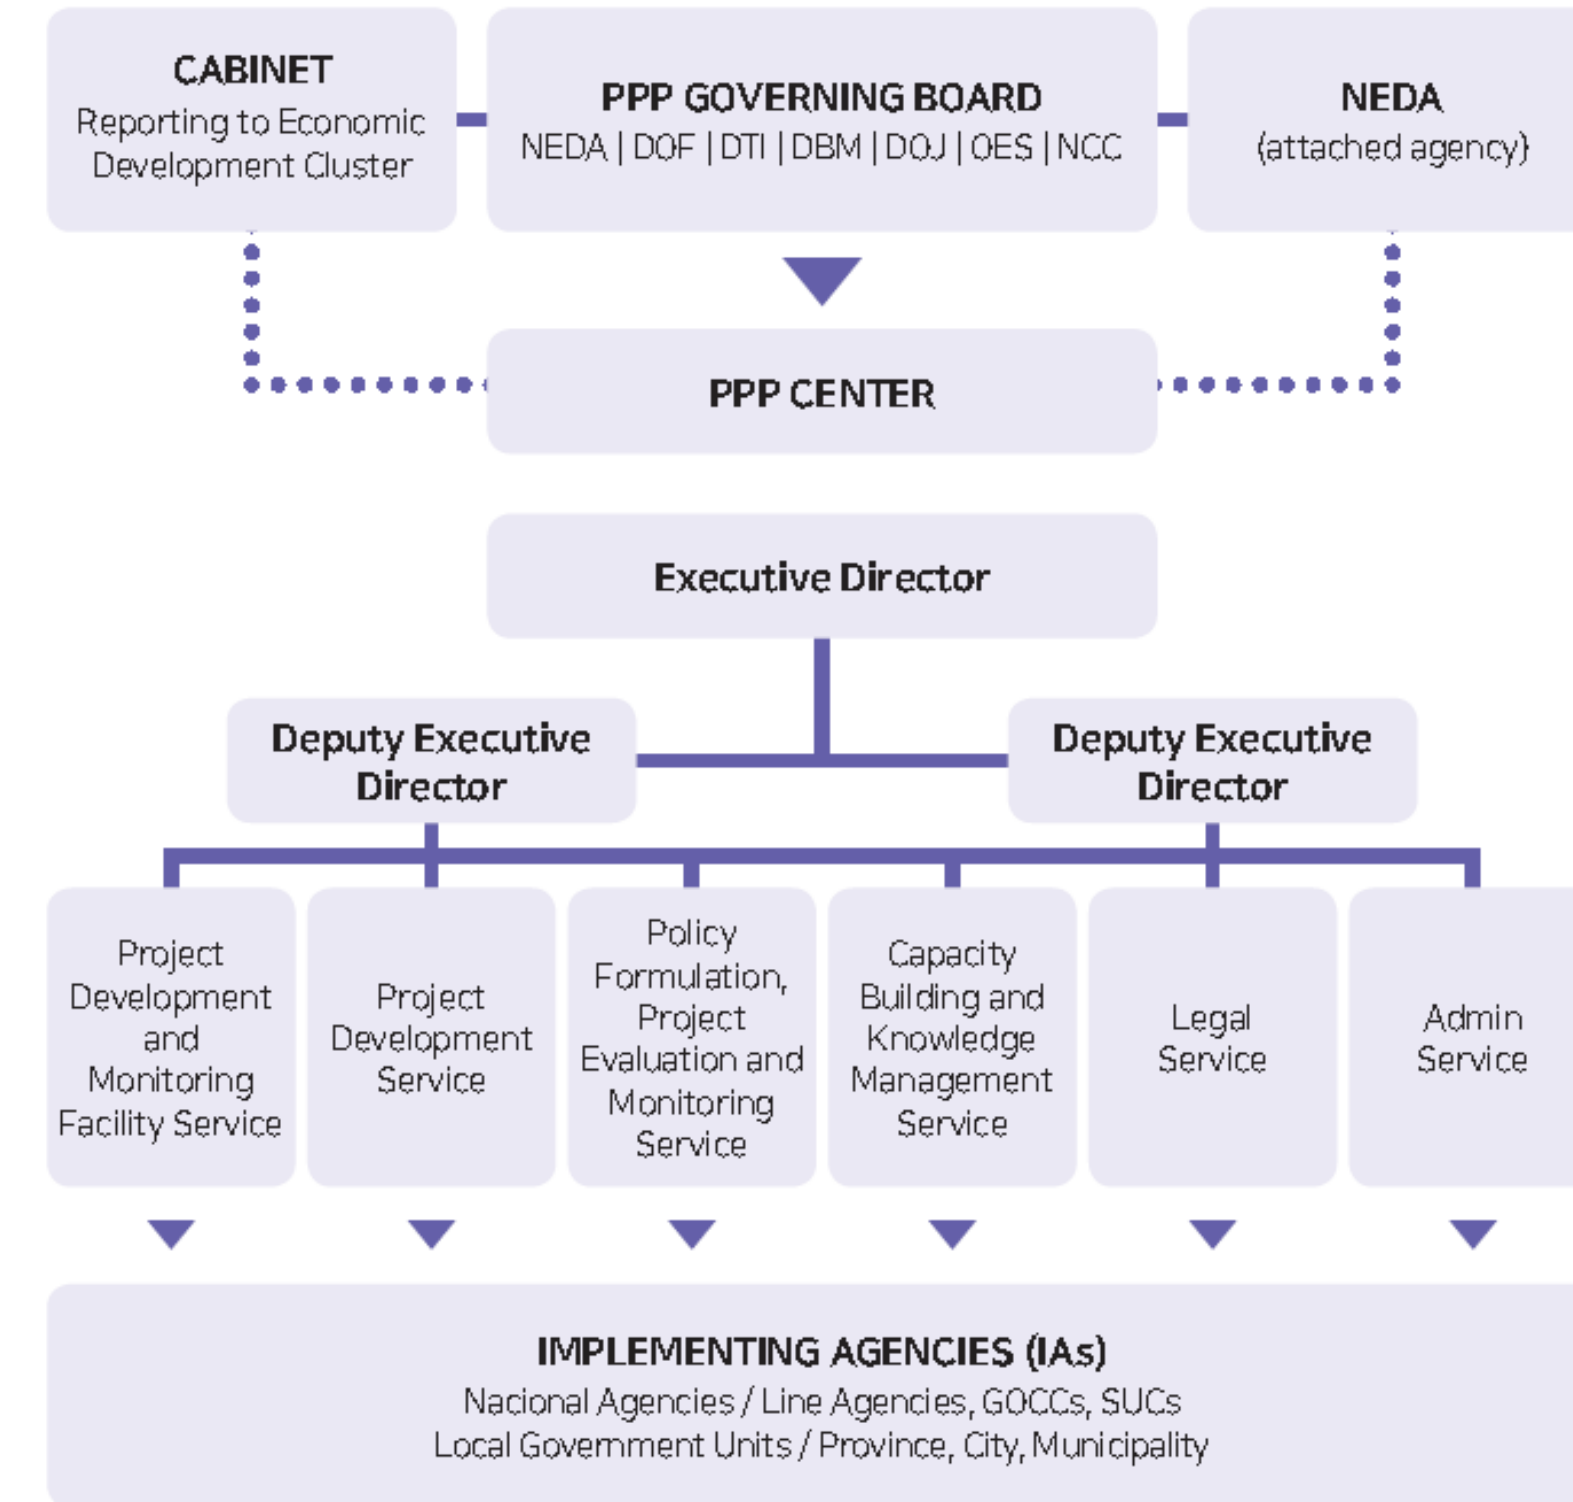 CABINET
Reporting to Economic
Development Cluster
PPP GOVERNING BOARD
NEDA | DOF | DTI | DBM | DOJ | OES | NCC
NEDA
(attached agency)
PPP CENTER
Executive Director
Deputy Executive
Director
Deputy Executive
Director
Project
Development
and
Monitoring
Facility Service
Project
Development
Service
Policy
Formulation,
Project
Evaluation and
Monitoring
Service
Capacity
Building and
Knowledge
Management
Service
Legal
Service
Admin
Service
IMPLEMENTING AGENCIES (IAs)
Nacional Agencies / Line Agencies, GOCCs, SUCs
Local Government Units / Province, City, Municipality